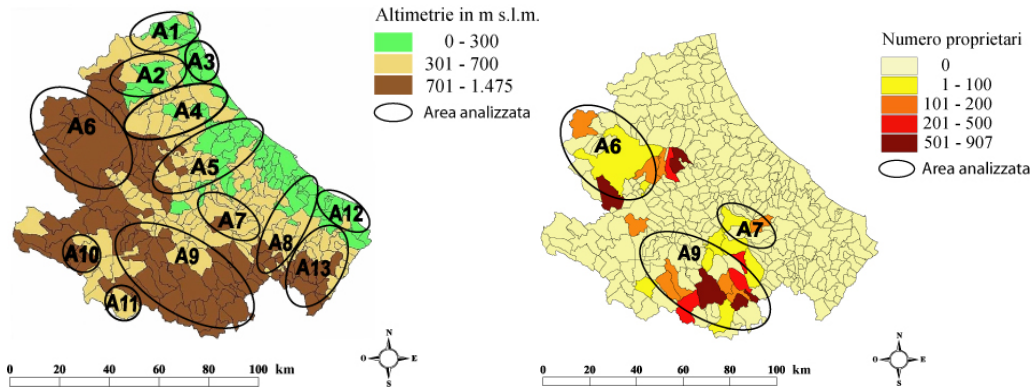 Altimetrie in m s.l.m.
0 - 300
301 - 700
701 - 1.475
Area analizzata
A1
A2
A3
A4
A6
A5
A7
A12
A8
A9
A10
A13
A11
N
O
E
S
0 20 40 60 80 100 km
Numero proprietari
0
1 - 100
101 - 200
201 - 500
501 - 907
Area analizzata
A6
A7
A9
N
O
E
S
0 20 40 60 80 100 km